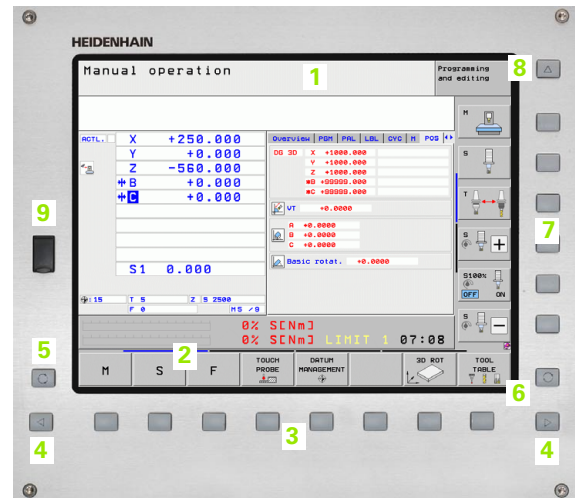 HEIDENHAIN
Manual operation
Programming and editing
1
8
ACTL. X +250.000
Y +0.000
Z -560.000
B +0.000
C +0.000
S1 0.000
:15 T 5 Z S 2500
F 0 M5 /9
Overview PGM PAL LBL CYC M POS
DG 3D X +1000.000
Y +1000.000
Z +1000.000
*B +99999.000
*C +99999.000
VT +0.0000
A +0.0000
B +0.0000
C +0.0000
Basic rotat. +0.0000
M
S
T
S
S100%
OFF ON
S
9
7
0% S[Nm]
0% S[Nm] LIMIT 1 07:08
5
2
M
S
F
TOUCH PROBE
DATUM MANAGEMENT
3D ROT
TOOL TABLE
6
4
3
4